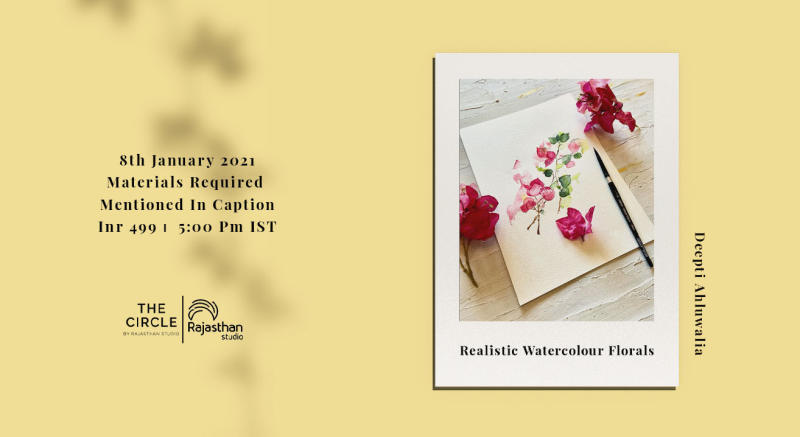 8th January 2021
Materials Required
Mentioned In Caption
Inr 499 | 5:00 Pm IST
THE
CIRCLE
BY RAJASTHAN STUDIO
Rajasthan
studio
Realistic Watercolour Florals
Deepti Ahluwalia